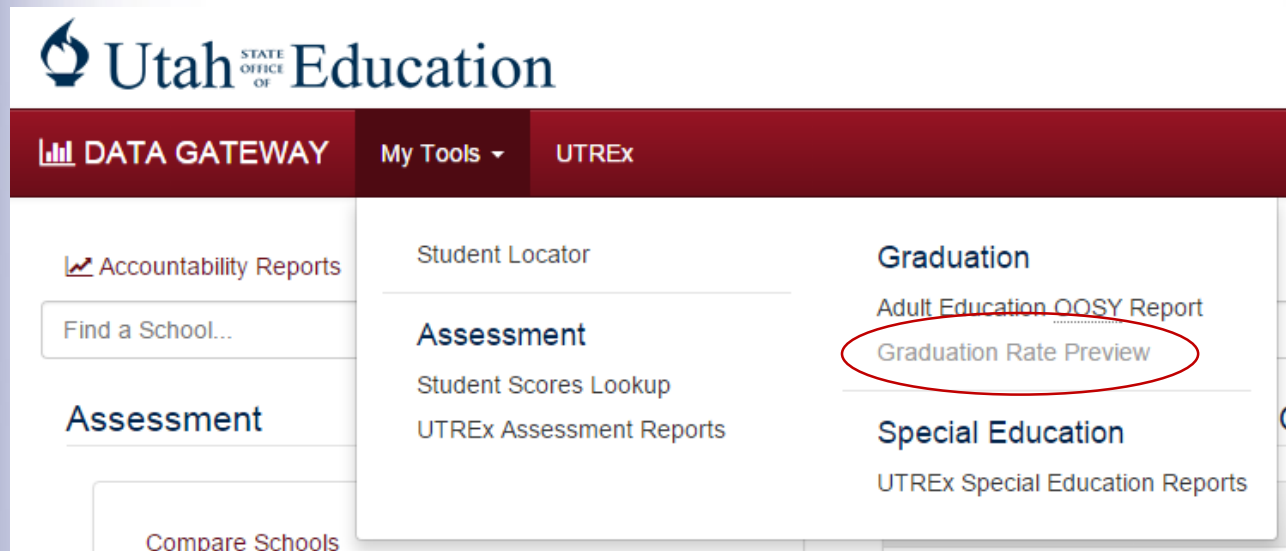 Utah STATE OFFICE OF Education
DATA GATEWAY My Tools UTREx
Accountability Reports
Find a School...
Assessment
Compare Schools
Student Locator
Assessment
Student Scores Lookup
UTREx Assessment Reports
Graduation
Adult Education OOSY Report
Graduation Rate Preview
Special Education
UTREx Special Education Reports